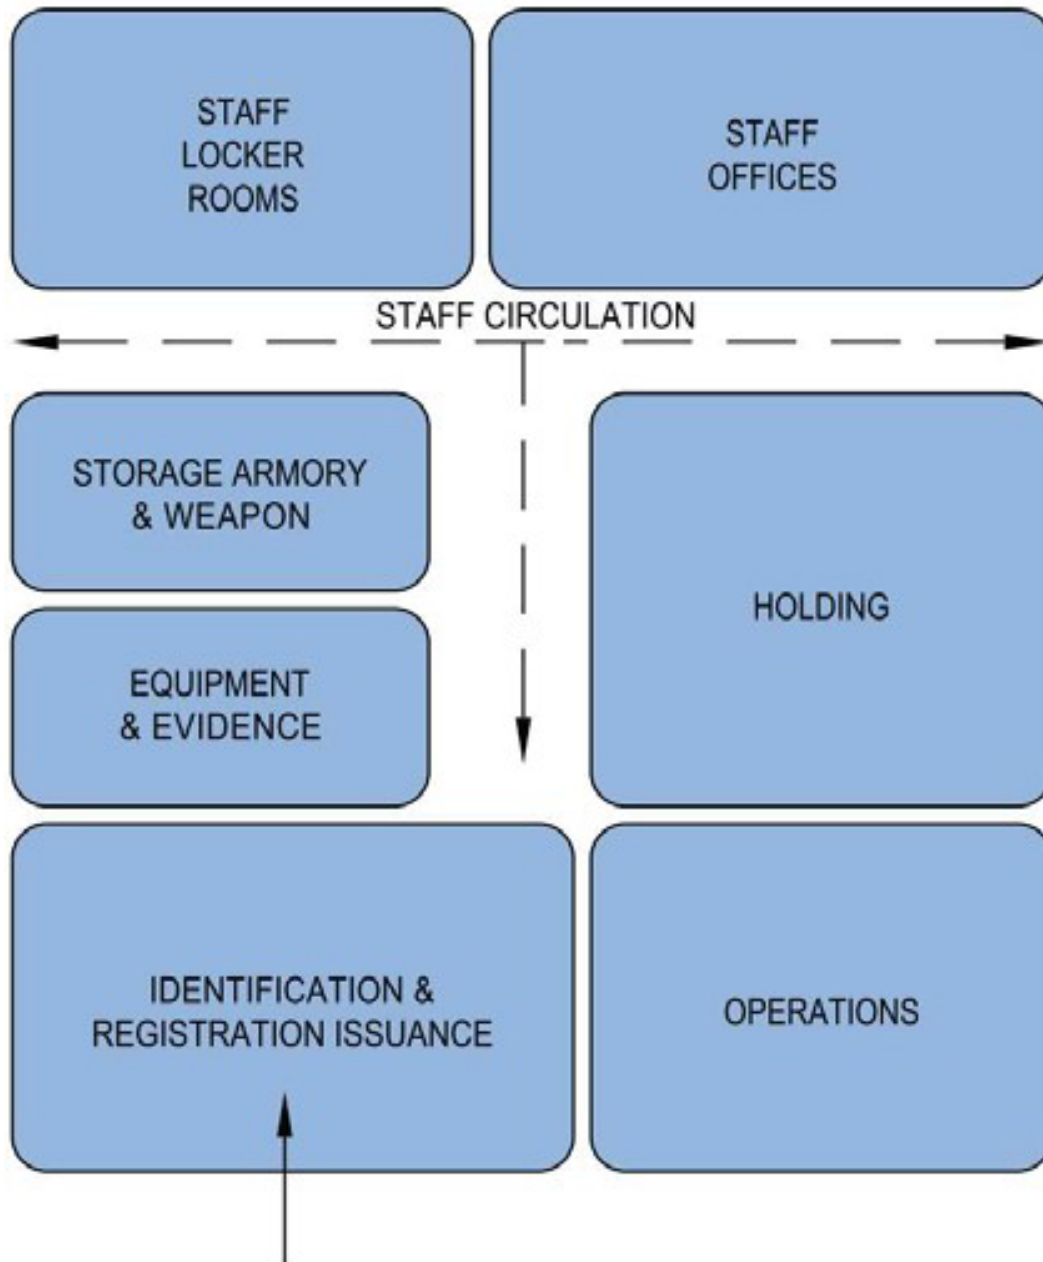 STAFF
LOCKER
ROOMS
STAFF
OFFICES
STAFF CIRCULATION
STORAGE ARMORY
& WEAPON
HOLDING
EQUIPMENT
& EVIDENCE
IDENTIFICATION &
REGISTRATION ISSUANCE
OPERATIONS